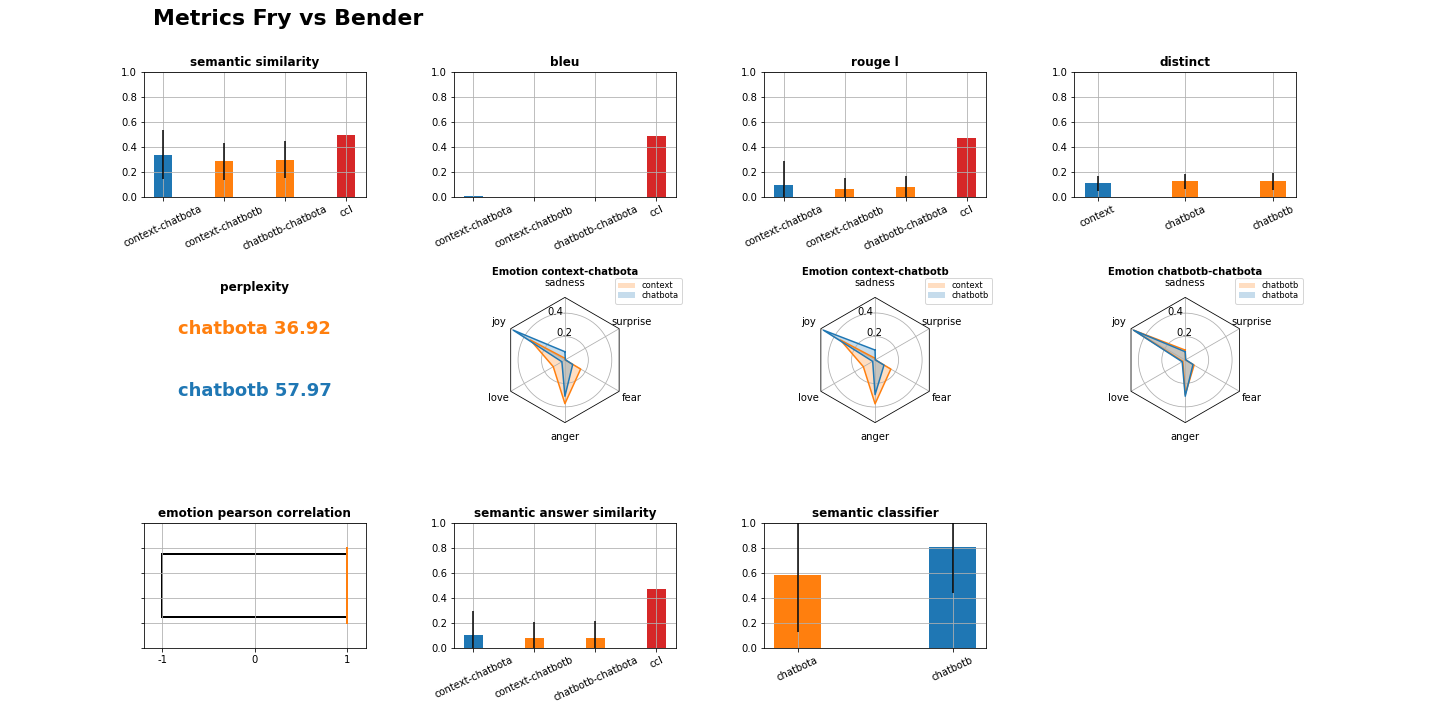 Metrics Fry vs Bender
semantic similarity
1.0
0.8
0.6
0.4
0.2
0.0
context-chatbota
context-chatbotb
chatbotb-chatbota
ccl
bleu
1.0
0.8
0.6
0.4
0.2
0.0
context-chatbota
context-chatbotb
chatbotb-chatbota
ccl
rouge l
1.0
0.8
0.6
0.4
0.2
0.0
context-chatbota
context-chatbotb
chatbotb-chatbota
ccl
distinct
1.0
0.8
0.6
0.4
0.2
0.0
context
chatbota
chatbotb
perplexity
chatbota 36.92
chatbotb 57.97
Emotion context-chatbota
sadness
context
chatbota
0.4
joy
surprise
0.2
love
fear
anger
Emotion context-chatbotb
sadness
context
chatbotb
0.4
joy
surprise
0.2
love
fear
anger
Emotion chatbotb-chatbota
sadness
chatbotb
chatbota
0.4
joy
surprise
0.2
love
fear
anger
emotion pearson correlation
-1
0
1
semantic answer similarity
1.0
0.8
0.6
0.4
0.2
0.0
context-chatbota
context-chatbotb
chatbotb-chatbota
ccl
semantic classifier
1.0
0.8
0.6
0.4
0.2
0.0
chatbota
chatbotb